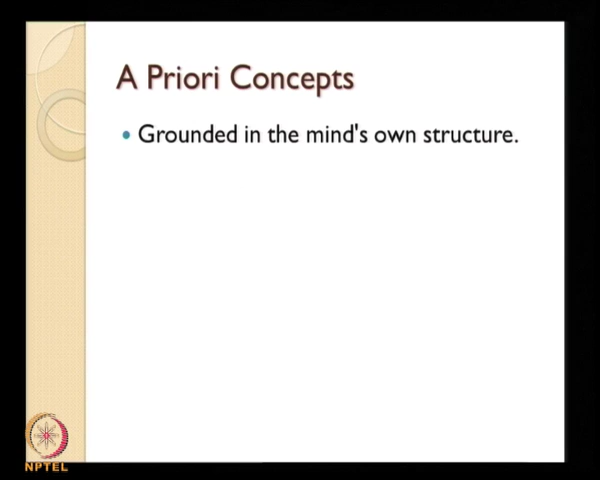 A Priori Concepts
• Grounded in the mind's own structure.
NPTEL